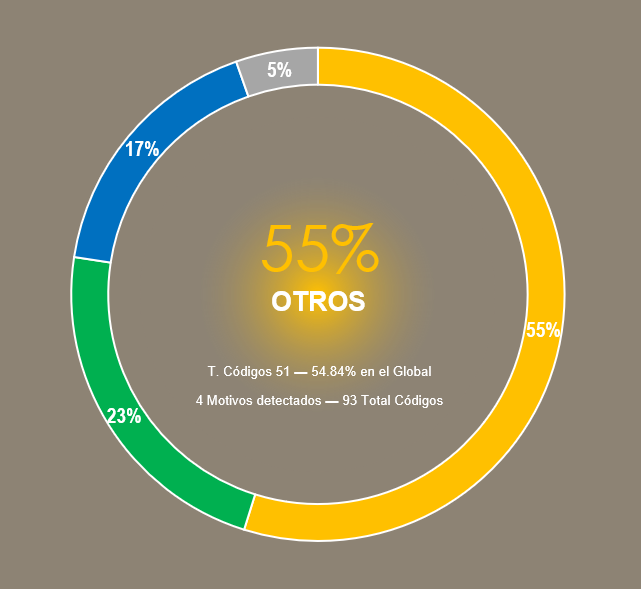 5%
17%
55%
OTROS
55%
T. Códigos 51 — 54.84% en el Global
4 Motivos detectados — 93 Total Códigos
23%